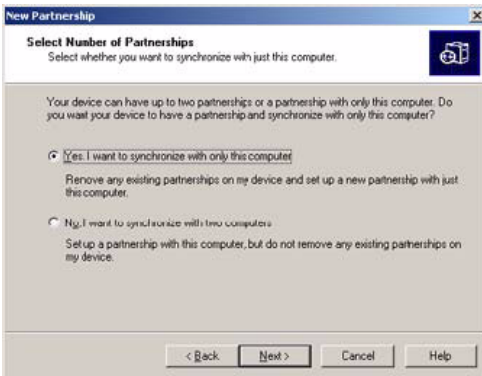 New Partnership
Select Number of Partnerships
Select whether you want to synchronize with just this computer.
Your device can have up to two partnerships or a partnership with only this computer. Do
you want your device to have a partnership and synchronize with only this computer?
Yes, I want to synchronize with only this computer
Remove any existing partnerships on my device and set up a new partnership with just
this computer.
No, I want to synchronize with two computers
Set up a partnership with this computer, but do not remove any existing partnerships on
my device.
< Back Next > Cancel Help